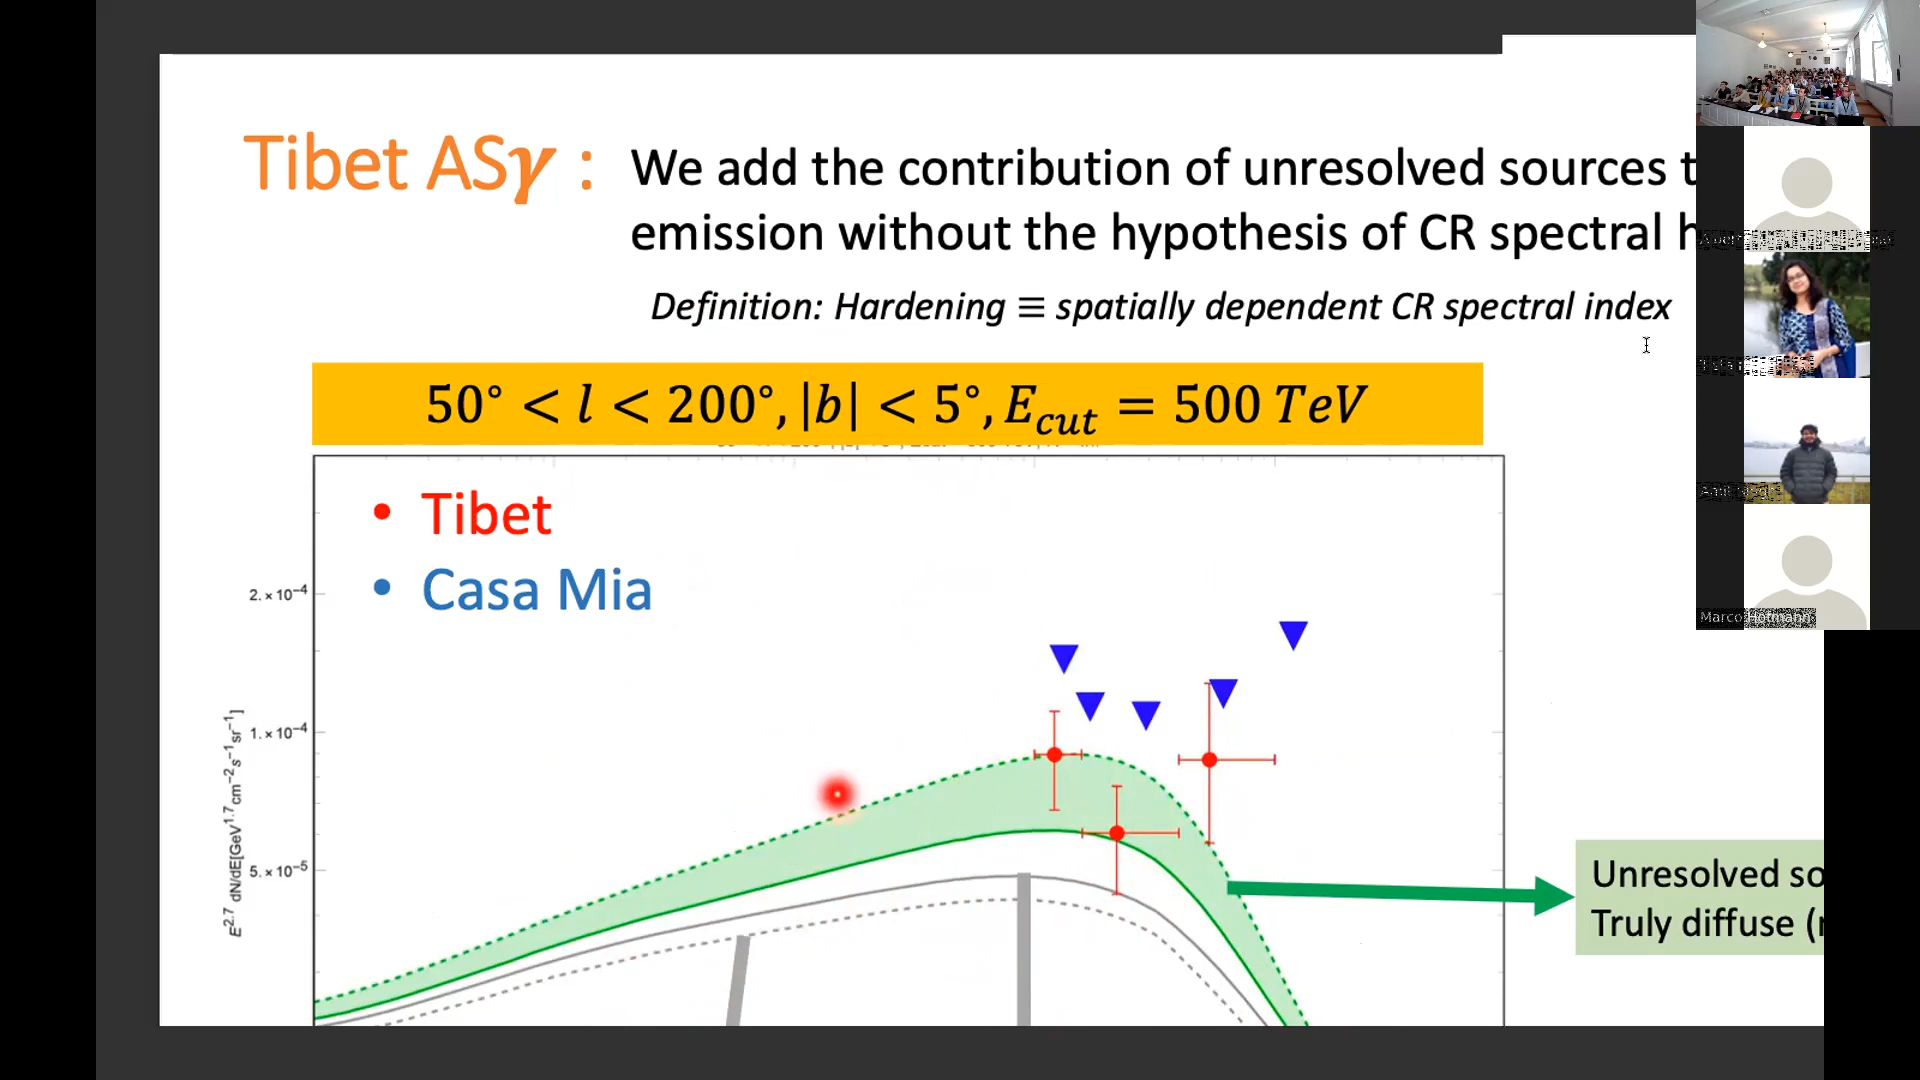 Tibet ASγ :
We add the contribution of unresolved sources t
emission without the hypothesis of CR spectral h
Definition: Hardening ≡ spatially dependent CR spectral index
50° < l < 200°, |b| < 5°, E_cut = 500 TeV
• Tibet
• Casa Mia
2.×10⁻⁴
1.×10⁻⁴
5.×10⁻⁵
E^2.7 dN/dE[GeV^1.7 cm⁻² s⁻¹ sr⁻¹]
Unresolved so
Truly diffuse (
Marco Hofmann